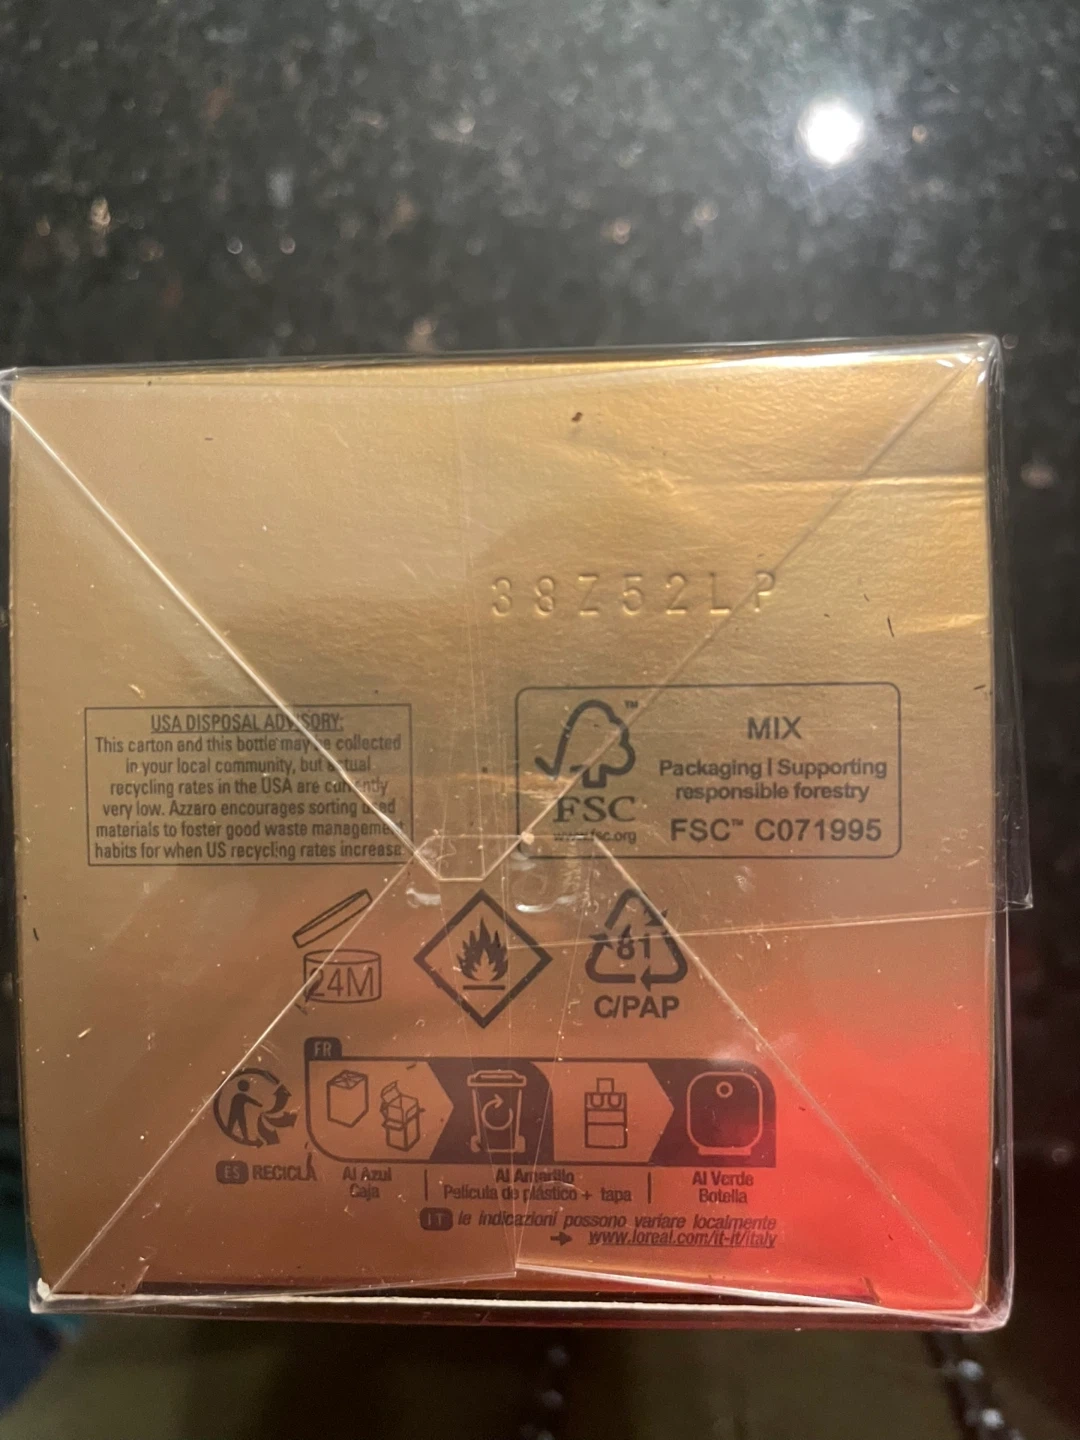 38Z52LP
USA DISPOSAL ADVISORY:
This carton and this bottle may be collected
in your local community, but actual
recycling rates in the USA are currently
very low. Azzaro encourages sorting used
materials to foster good waste management
habits for when US recycling rates increase
TM
FSC
www.fsc.org
MIX
Packaging | Supporting
responsible forestry
FSC™ C071995
24M
81
C/PAP
FR
ES RECICLA
Al Azul
Caja
Al Amarillo
Película de plástico + tapa
Al Verde
Botella
IT le indicazioni possono variare localmente
→ www.loreal.com/it-it/italy